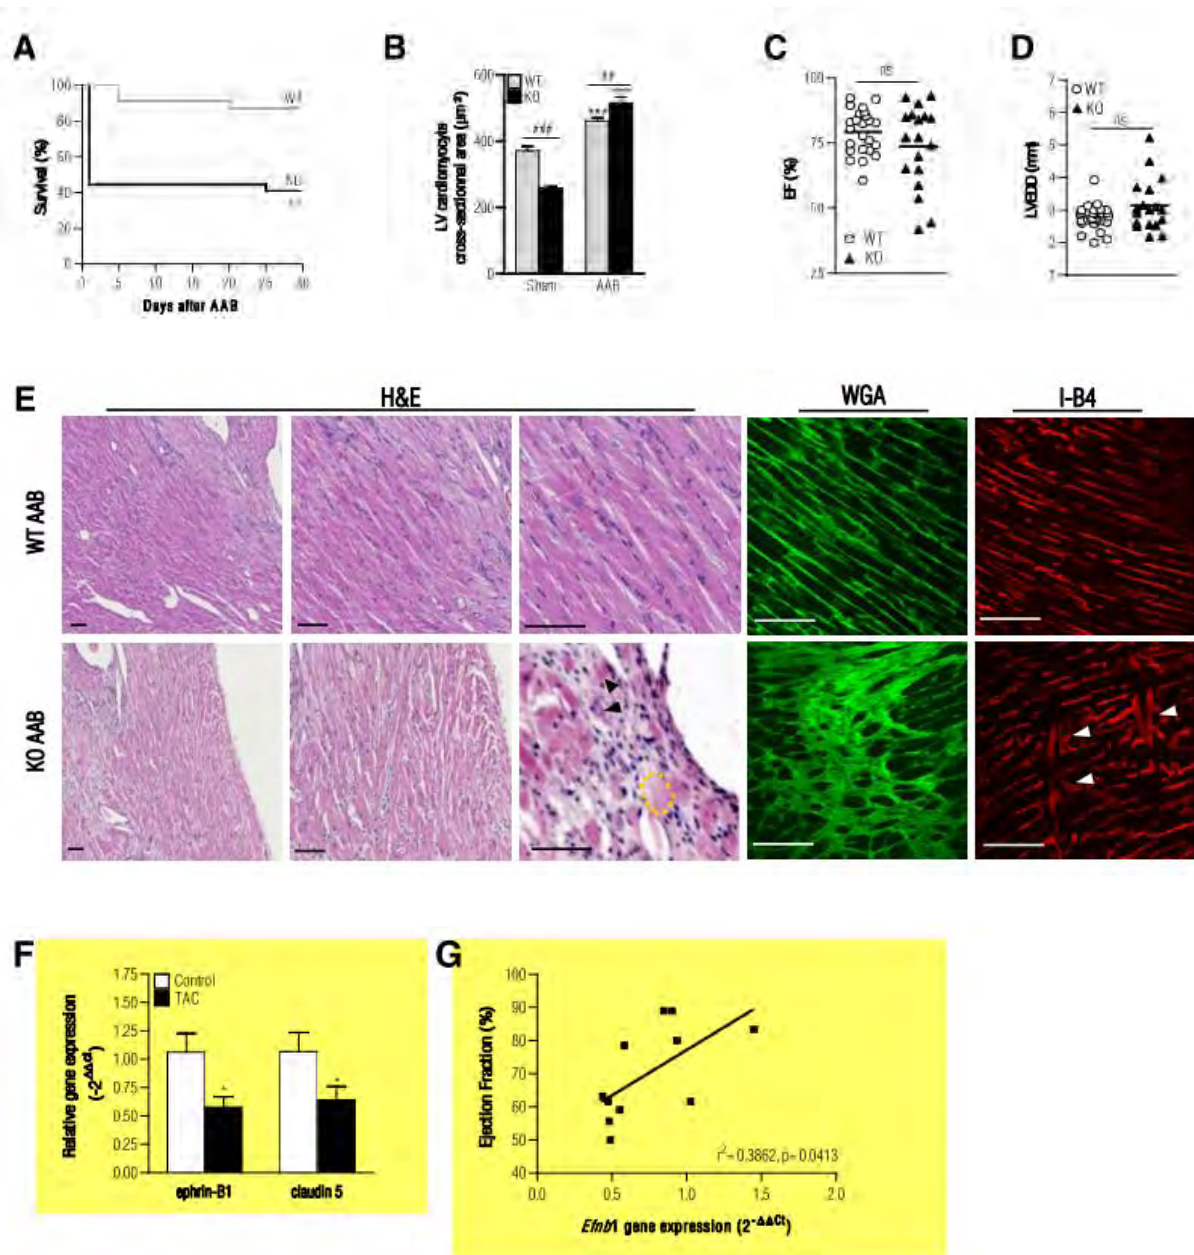 A
B
C
D
Survival (%)
100
80
60
40
20
0
WT
KO
**
0 5 10 15 20 25 30
Days after AAB
LV cardiomyocyte
cross-sectionnal area (µm²)
600
400
200
0
WT
KO
###
##
***
Sham AAB
EF (%)
100
75
50
25
ns
WT
KO
LVEDD (mm)
7
6
5
4
3
2
1
WT
KO
ns
E
H&E
WGA
I-B4
WT AAB
KO AAB
F
G
Relative gene expression
(-2^ΔΔCt)
1.75
1.50
1.25
1.00
0.75
0.50
0.25
0.00
Control
TAC
*
*
ephrin-B1 claudin 5
Ejection Fraction (%)
100
90
80
70
60
50
40
r²= 0.3862, p= 0.0413
0.0 0.5 1.0 1.5 2.0
Efnb1 gene expression (2^-ΔΔCt)